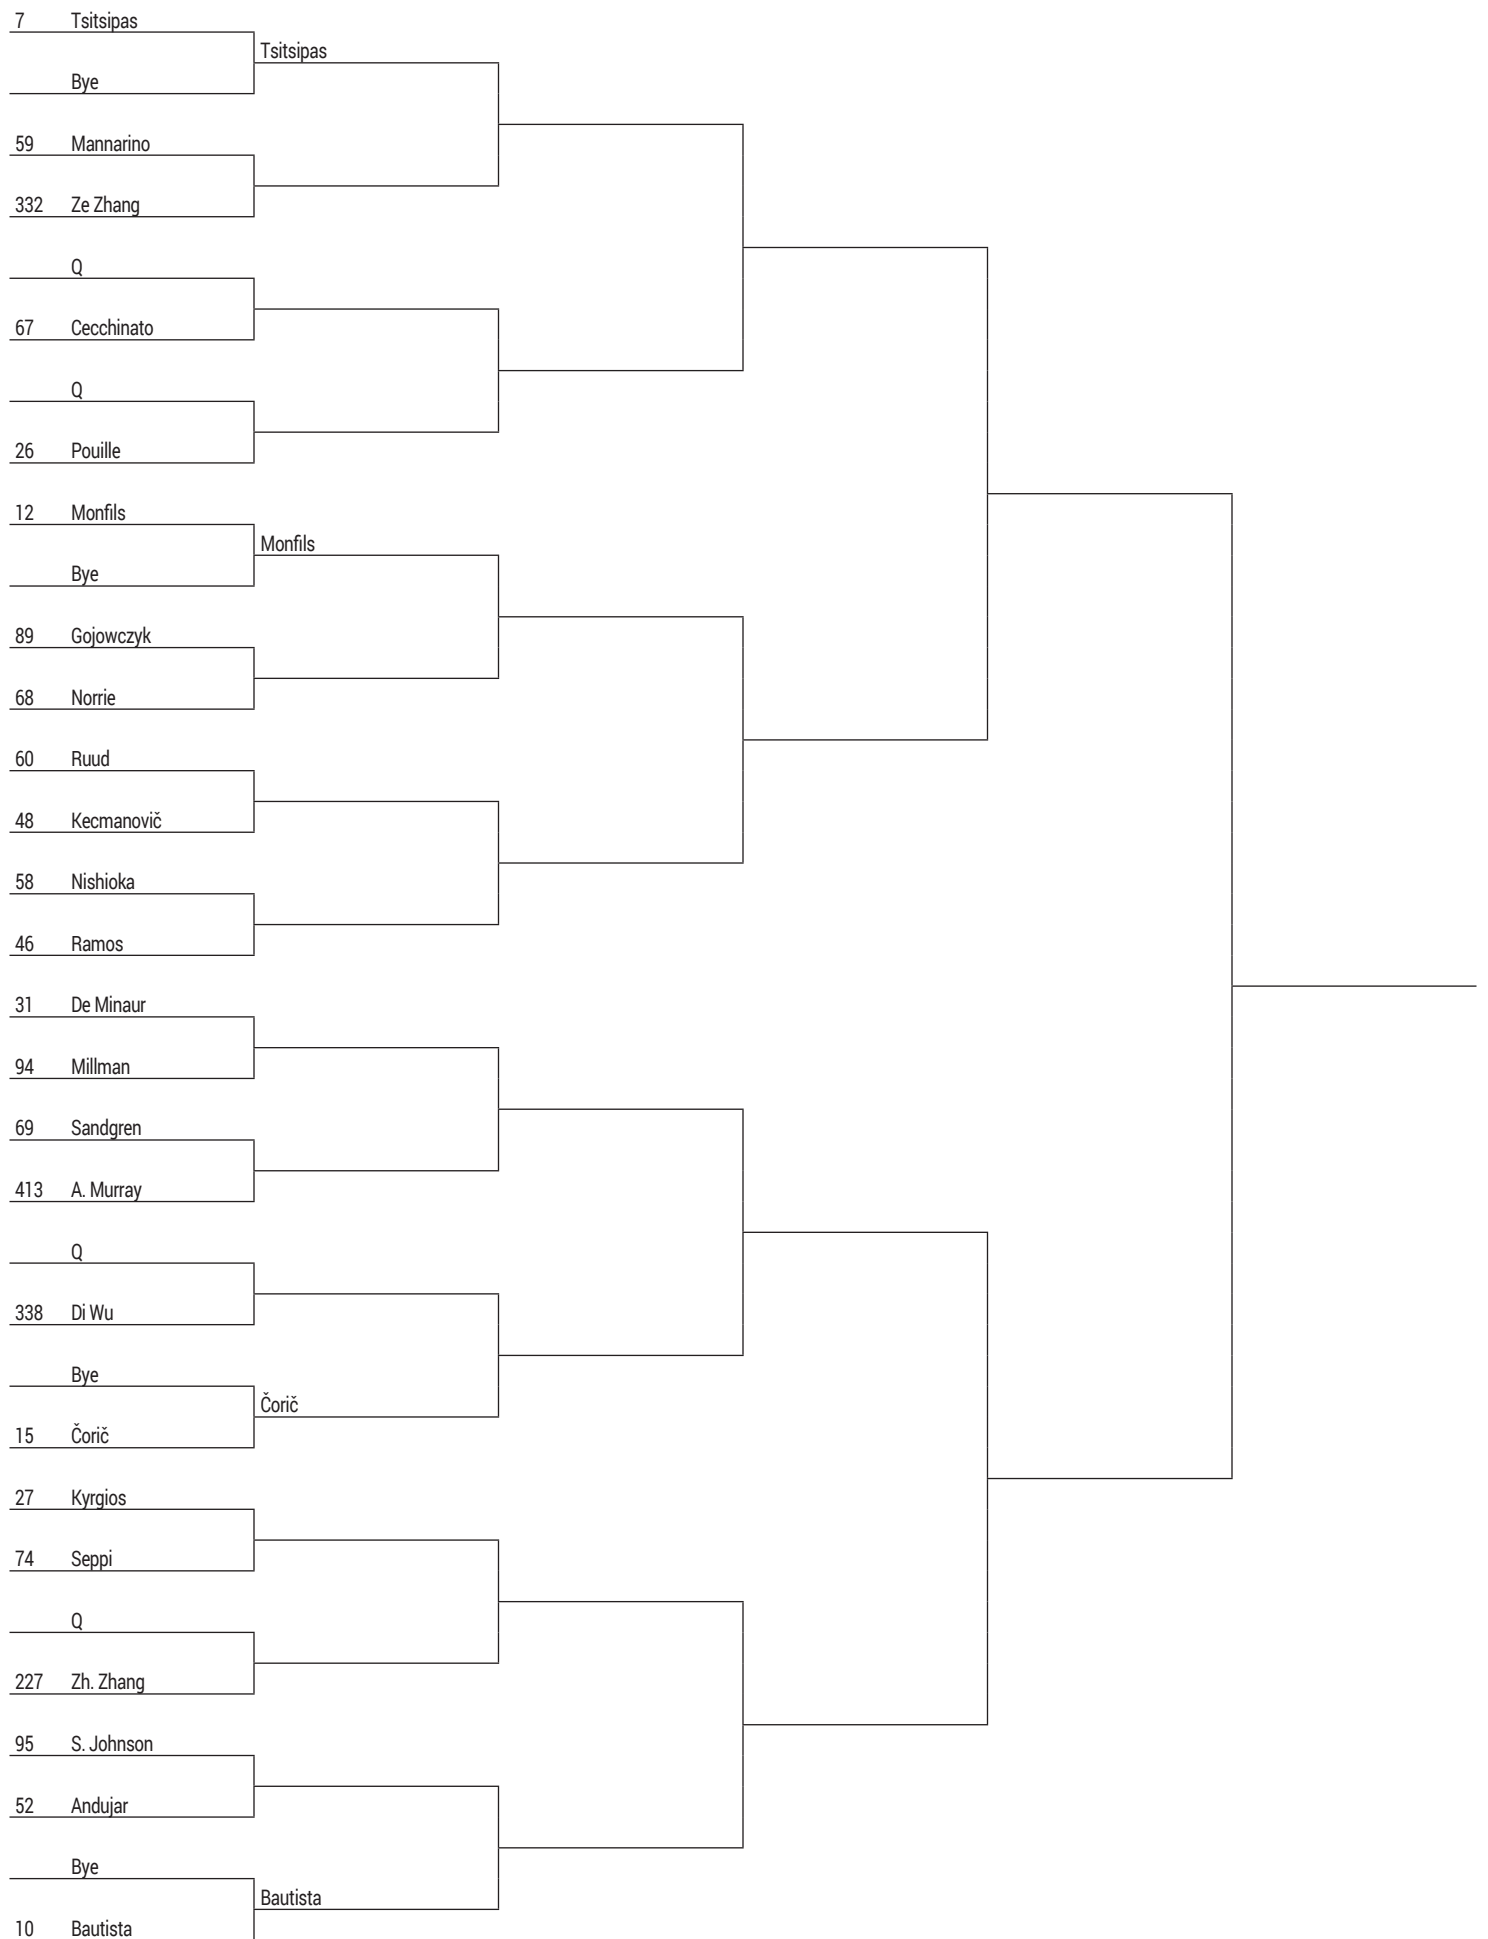 7 Tsitsipas
Tsitsipas
Bye
59 Mannarino
332 Ze Zhang
Q
67 Cecchinato
Q
26 Pouille
12 Monfils
Monfils
Bye
89 Gojowczyk
68 Norrie
60 Ruud
48 Kecmanovič
58 Nishioka
46 Ramos
31 De Minaur
94 Millman
69 Sandgren
413 A. Murray
Q
338 Di Wu
Bye
Čorič
15 Čorič
27 Kyrgios
74 Seppi
Q
227 Zh. Zhang
95 S. Johnson
52 Andujar
Bye
Bautista
10 Bautista